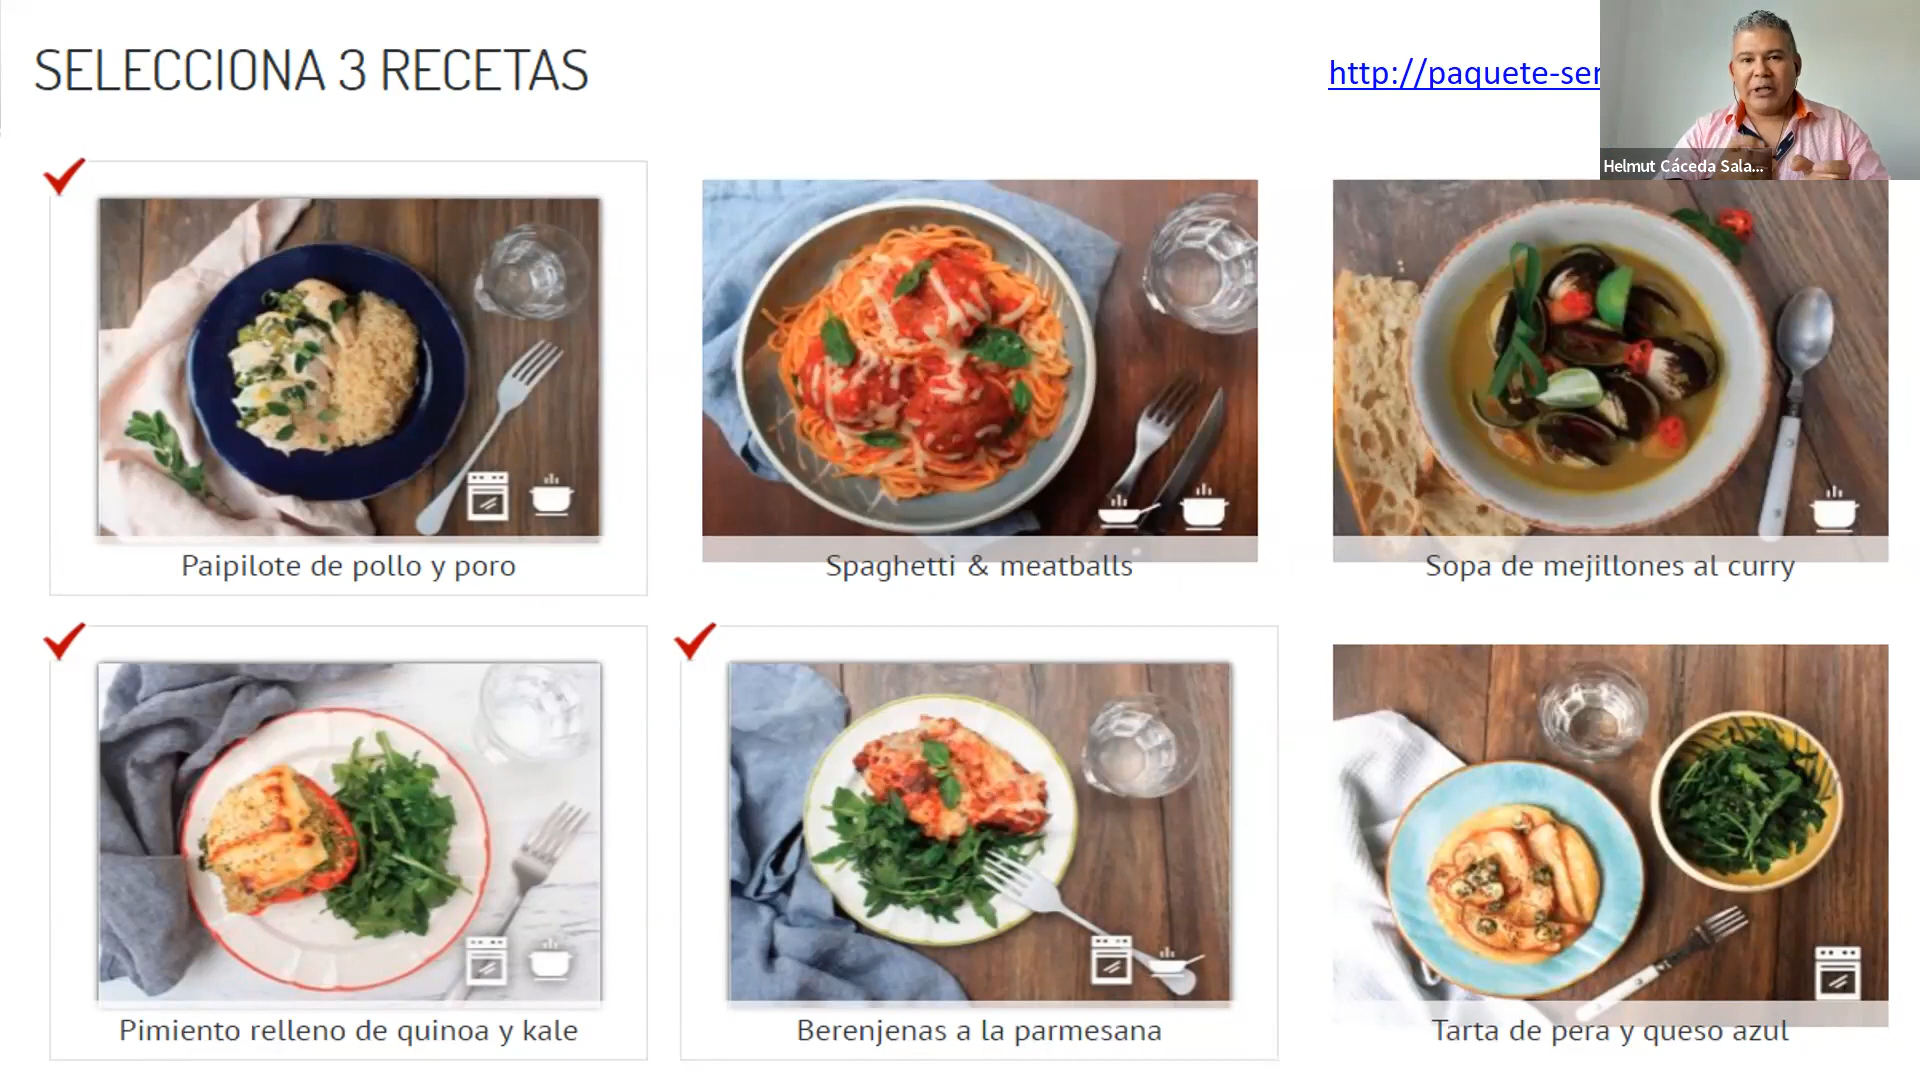 SELECCIONA 3 RECETAS
http://paquete-ser
Helmut Cáceda Sala...
Paipilote de pollo y poro
Spaghetti & meatballs
Sopa de mejillones al curry
Pimiento relleno de quinoa y kale
Berenjenas a la parmesana
Tarta de pera y queso azul